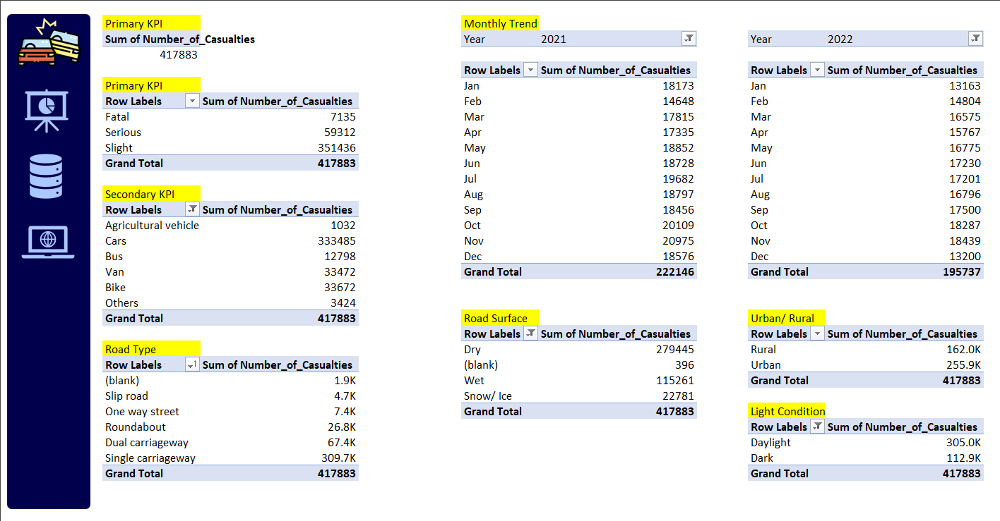 Primary KPI
Sum of Number_of_Casualties
417883
Primary KPI
Row Labels Sum of Number_of_Casualties
Fatal 7135
Serious 59312
Slight 351436
Grand Total 417883
Secondary KPI
Row Labels Sum of Number_of_Casualties
Agricultural vehicle 1032
Cars 333485
Bus 12798
Van 33472
Bike 33672
Others 3424
Grand Total 417883
Road Type
Row Labels Sum of Number_of_Casualties
(blank) 1.9K
Slip road 4.7K
One way street 7.4K
Roundabout 26.8K
Dual carriageway 67.4K
Single carriageway 309.7K
Grand Total 417883
Monthly Trend
Year 2021
Row Labels Sum of Number_of_Casualties
Jan 18173
Feb 14648
Mar 17815
Apr 17335
May 18852
Jun 18728
Jul 19682
Aug 18797
Sep 18456
Oct 20109
Nov 20975
Dec 18576
Grand Total 222146
Year 2022
Row Labels Sum of Number_of_Casualties
Jan 13163
Feb 14804
Mar 16575
Apr 15767
May 16775
Jun 17230
Jul 17201
Aug 16796
Sep 17500
Oct 18287
Nov 18439
Dec 13200
Grand Total 195737
Road Surface
Row Labels Sum of Number_of_Casualties
Dry 279445
(blank) 396
Wet 115261
Snow/ Ice 22781
Grand Total 417883
Urban/ Rural
Row Labels Sum of Number_of_Casualties
Rural 162.0K
Urban 255.9K
Grand Total 417883
Light Condition
Row Labels Sum of Number_of_Casualties
Daylight 305.0K
Dark 112.9K
Grand Total 417883